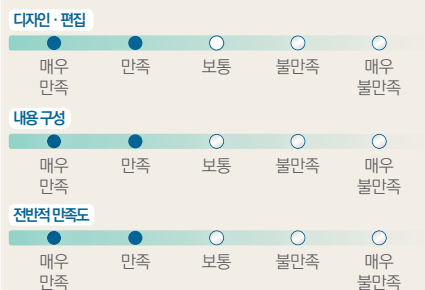 디자인 · 편집
매우 만족 보통 불만족 매우
만족 불만족
내용 구성
매우 만족 보통 불만족 매우
만족 불만족
전반적 만족도
매우 만족 보통 불만족 매우
만족 불만족